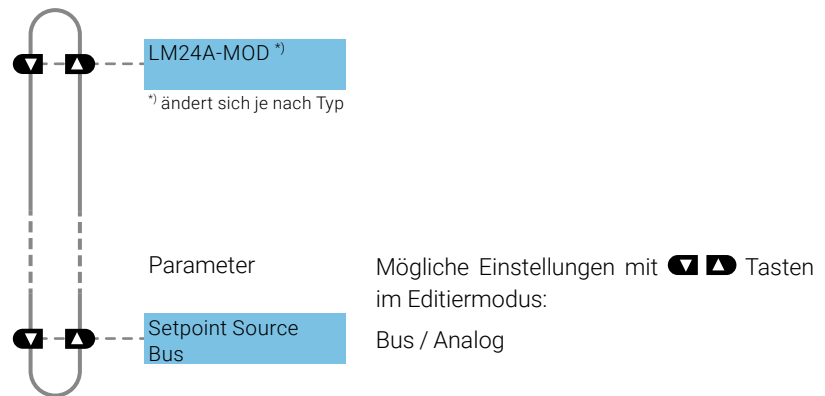 LM24A-MOD *)
*) ändert sich je nach Typ
Parameter
Mögliche Einstellungen mit ▼ ▲ Tasten
im Editiermodus:
Setpoint Source
Bus
Bus / Analog